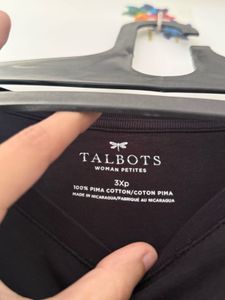 TALBOTS
WOMAN PETITES
3Xp
100% PIMA COTTON/COTON PIMA
MADE IN NICARAGUA/FABRIQUÉ AU NICARAGUA